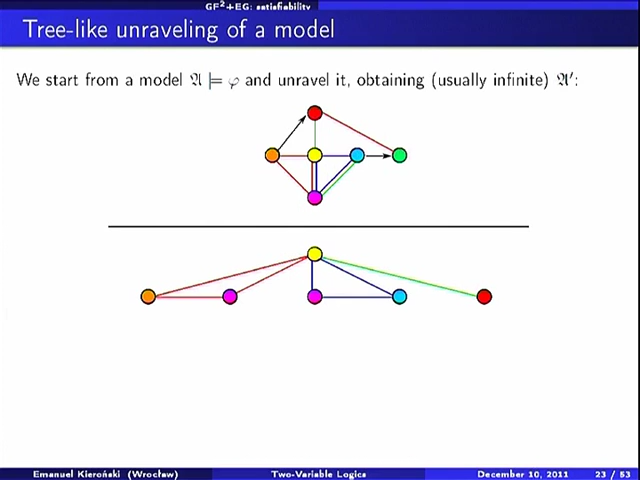 GF²+EG: satisfiability
Tree-like unraveling of a model
We start from a model 𝔄 ⊨ φ and unravel it, obtaining (usually infinite) 𝔄′:
Emanuel Kieroński (Wrocław) Two-Variable Logics December 10, 2011 23 / 53